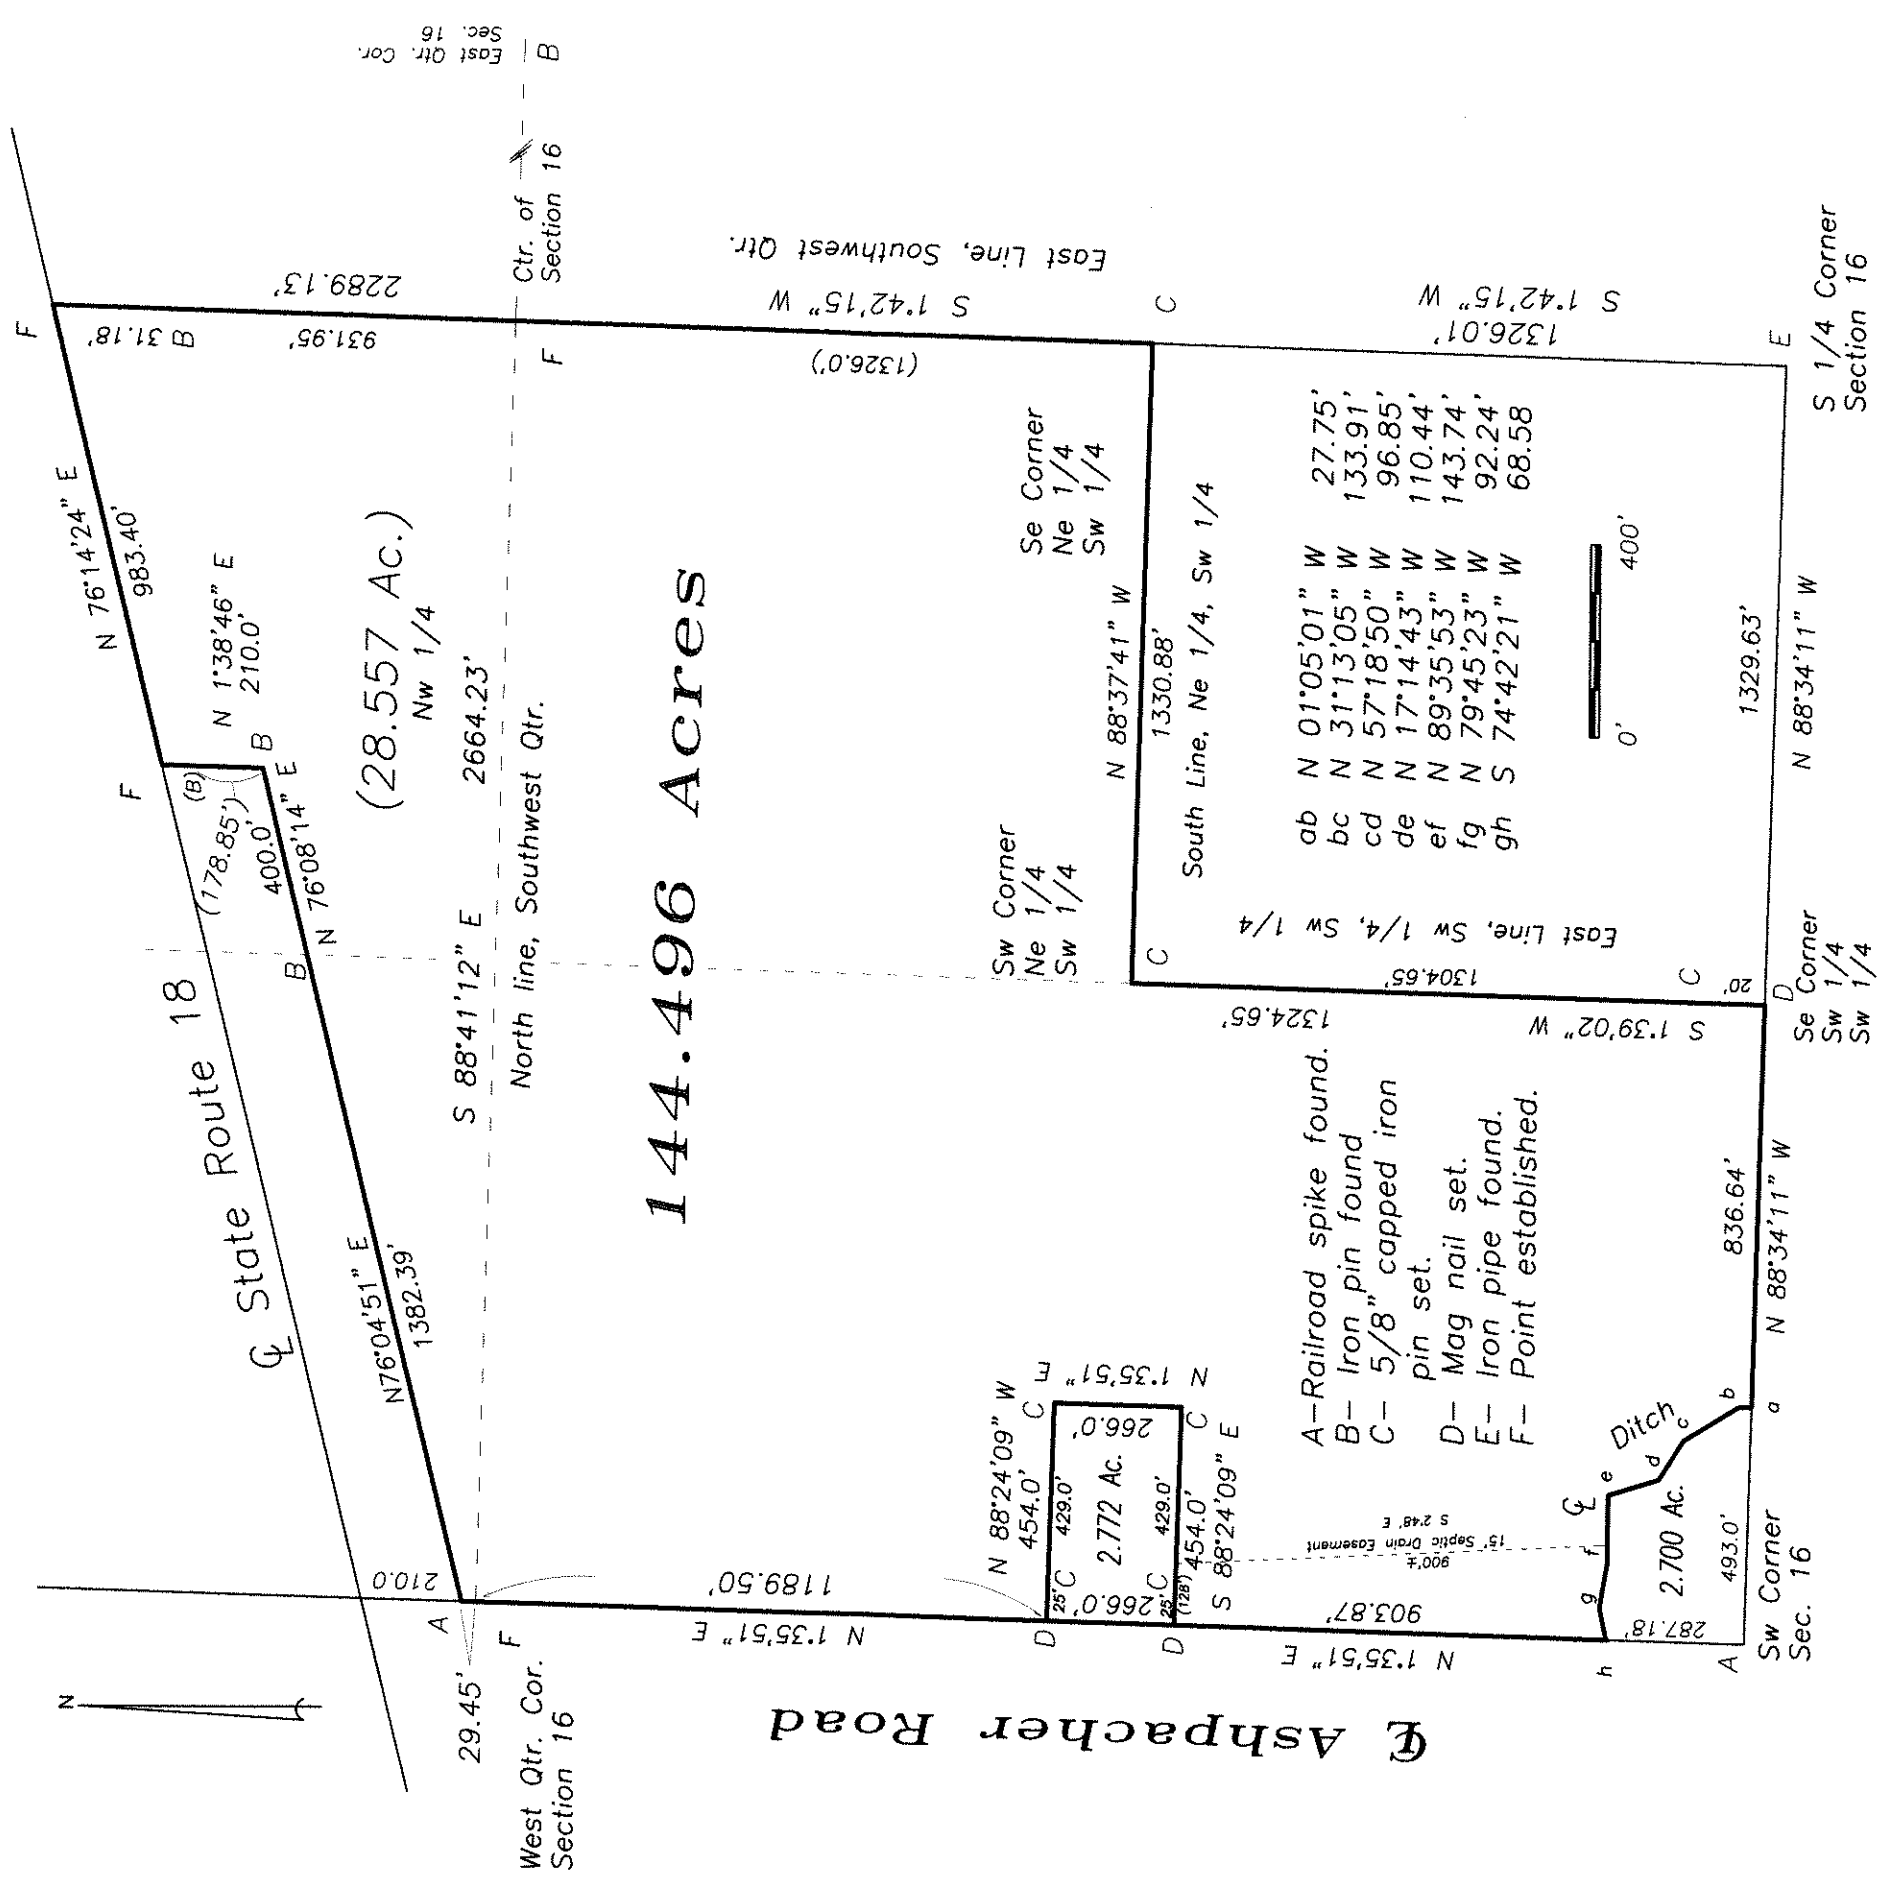 East Qtr. Cor.
Sec. 16
B
F
N 76°14'24" E
983.40'
31.18'
B
2289.13'
931.95'
Ctr. of
Section 16
F
F
(B)
N 1°38'46" E
210.0'
B
(178.85')
400.0'
N 76°08'14" E
B
(28.557 Ac.)
Nw 1/4
℄ State Route 18
S 88°41'12" E 2664.23'
North line, Southwest Qtr.
N76°04'51" E
1382.39'
144.496 Acres
N
210.0
A
29.45'
F
West Qtr. Cor.
Section 16
S 1°42'15" W
(1326.0')
East Line, Southwest Qtr.
C
Se Corner
Ne 1/4
Sw 1/4
Sw Corner
Ne 1/4
Sw 1/4
N 88°37'41" W
1330.88'
C
South Line, Ne 1/4, Sw 1/4
S 1°42'15" W
1326.01'
ab N 01°05'01" W 27.75'
bc N 31°13'05" W 133.91'
cd N 57°18'50" W 96.85'
de N 17°14'43" W 110.44'
ef N 89°35'53" W 143.74'
fg N 79°45'23" W 92.24'
gh S 74°42'21" W 68.58
0' 400'
East Line, Sw 1/4, Sw 1/4
1304.65'
C
20'
1324.65'
S 1°39'02" W
1329.63'
N 88°34'11" W
E
S 1/4 Corner
Section 16
D
Se Corner
Sw 1/4
Sw 1/4
1189.50'
N 1°35'51" E
N 88°24'09" W
454.0'
C
429.0'
25'
C
D
266.0'
2.772 Ac.
266.0'
N 1°35'51" E
429.0'
25'
C
C
D
(128')
454.0'
S 88°24'09" E
A—Railroad spike found.
B— Iron pin found
C— 5/8" capped iron
pin set.
D— Mag nail set.
E— Iron pipe found.
F— Point established.
15' Septic Drain Easement
S 2°48' E
900'±
903.87'
N 1°35'51" E
℄ Ashpacher Road
℄ Ditch
h
g
f
e
d
c
b
a
287.18'
2.700 Ac.
493.0'
A
Sw Corner
Sec. 16
836.64'
N 88°34'11" W